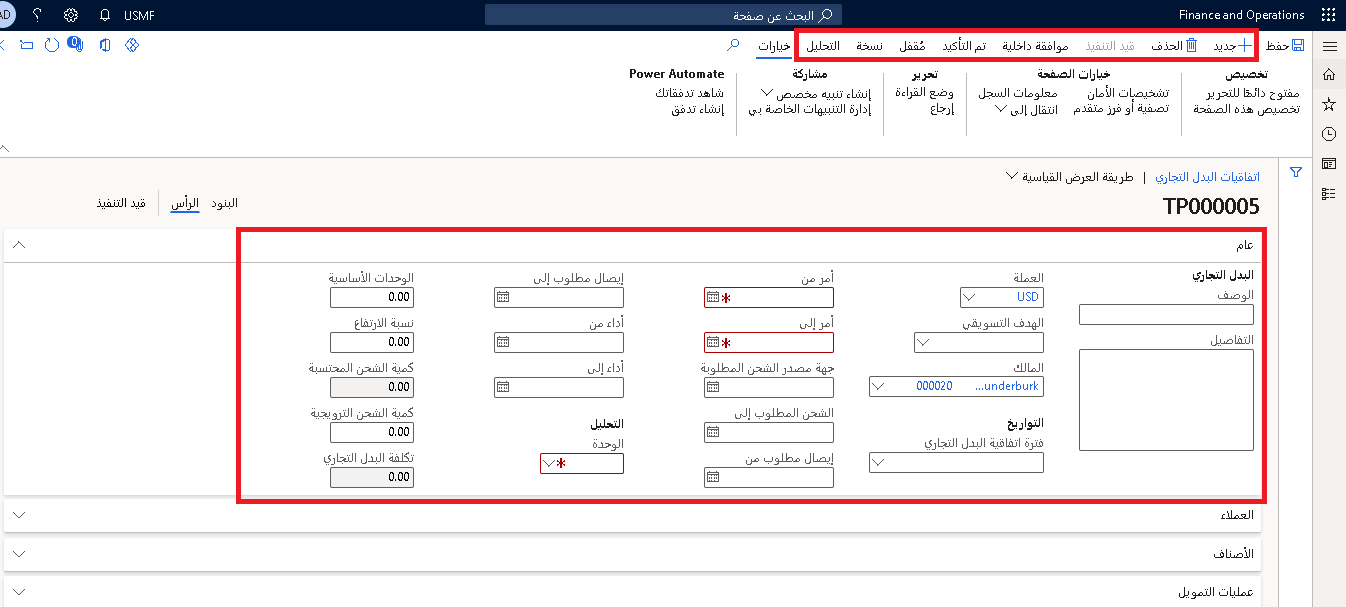 Finance and Operations
البحث عن صفحة
USMF
AD
حفظ
جديد
الحذف
قيد التنفيذ
موافقة داخلية
تم التأكيد
مُقفل
نسخة
التحليل
خيارات
0
تخصيص
مفتوح دائمًا للتحرير
تخصيص هذه الصفحة
خيارات الصفحة
تشخيصات الأمان
معلومات السجل
تصفية أو فرز متقدم
انتقال إلى
تحرير
وضع القراءة
إرجاع
مشاركة
إنشاء تنبيه مخصص
إدارة التنبيهات الخاصة بي
Power Automate
شاهد تدفقاتك
إنشاء تدفق
اتفاقيات البدل التجاري | طريقة العرض القياسية
TP000005
البنود
الرأس
قيد التنفيذ
عام
البدل التجاري
الوصف
التفاصيل
العملة
USD
الهدف التسويقي
المالك
000020 underburk...
التواريخ
فترة اتفاقية البدل التجاري
أمر من
*
أمر إلى
*
جهة مصدر الشحن المطلوبة
الشحن المطلوب إلى
إيصال مطلوب من
إيصال مطلوب إلى
أداء من
أداء إلى
التحليل
الوحدة
*
الوحدات الأساسية
0.00
نسبة الارتفاع
0.00
كمية الشحن المحتسبة
0.00
كمية الشحن الترويجية
0.00
تكلفة البدل التجاري
0.00
العملاء
الأصناف
عمليات التمويل